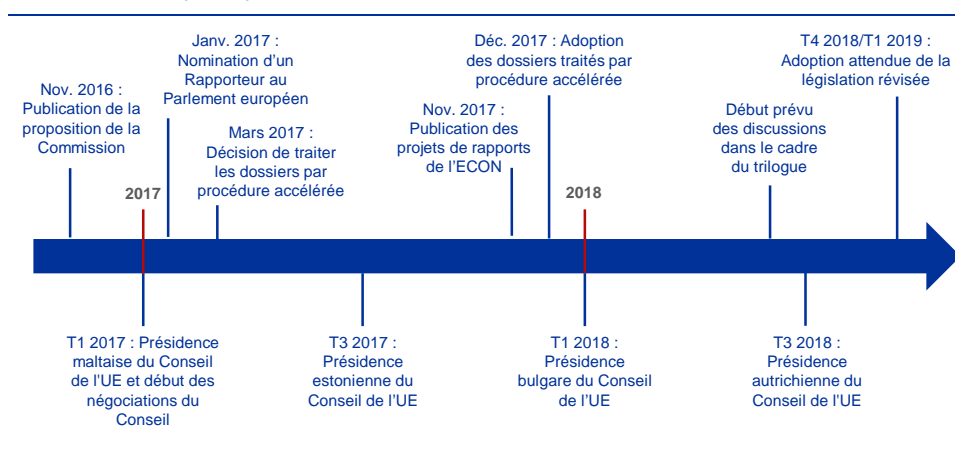 Nov. 2016 :
Publication de la
proposition de la
Commission
Janv. 2017 :
Nomination d’un
Rapporteur au
Parlement européen
Mars 2017 :
Décision de traiter
les dossiers par
procédure accélérée
Nov. 2017 :
Publication des
projets de rapports
de l’ECON
Déc. 2017 : Adoption
des dossiers traités par
procédure accélérée
Début prévu
des discussions
dans le cadre
du trilogue
T4 2018/T1 2019 :
Adoption attendue de la
législation révisée
2017
2018
T1 2017 : Présidence
maltaise du Conseil
de l’UE et début des
négociations du
Conseil
T3 2017 :
Présidence
estonienne du
Conseil de l’UE
T1 2018 :
Présidence
bulgare du Conseil
de l’UE
T3 2018 :
Présidence
autrichienne du
Conseil de l’UE